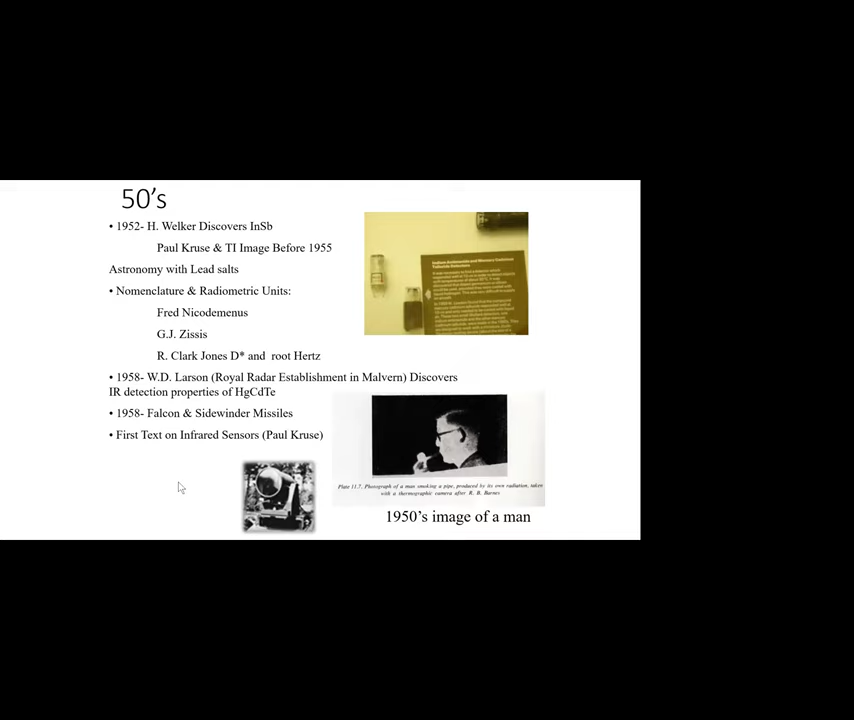 50's
• 1952- H. Welker Discovers InSb
Paul Kruse & TI Image Before 1955
Astronomy with Lead salts
• Nomenclature & Radiometric Units:
Fred Nicodemenus
G.J. Zissis
R. Clark Jones D* and root Hertz
• 1958- W.D. Larson (Royal Radar Establishment in Malvern) Discovers
IR detection properties of HgCdTe
• 1958- Falcon & Sidewinder Missiles
• First Text on Infrared Sensors (Paul Kruse)
Plate 11.7. Photograph of a man smoking a pipe, produced by its own radiation, taken
with a thermographic camera after R. B. Barnes
1950's image of a man